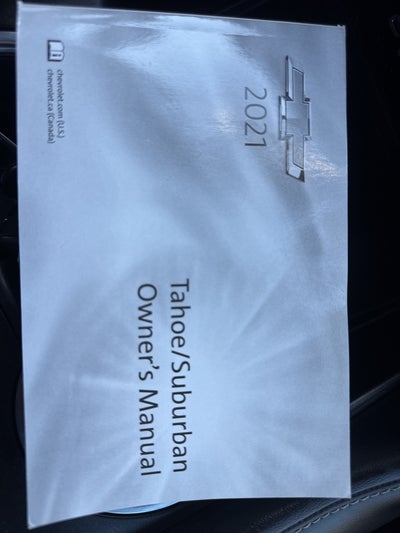 2021
Tahoe/Suburban
Owner's Manual
chevrolet.com (U.S.)
chevrolet.ca (Canada)